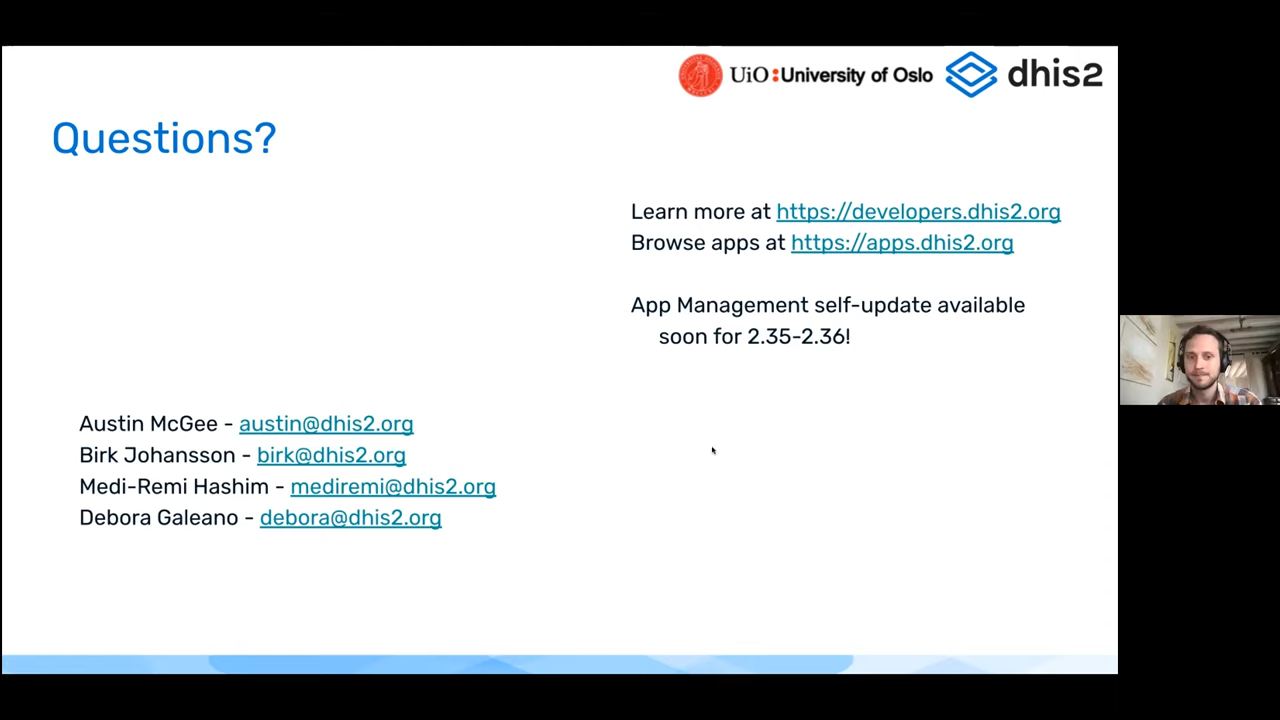 UiO:University of Oslo
dhis2
Questions?
Learn more at https://developers.dhis2.org
Browse apps at https://apps.dhis2.org
App Management self-update available
soon for 2.35-2.36!
Austin McGee - austin@dhis2.org
Birk Johansson - birk@dhis2.org
Medi-Remi Hashim - mediremi@dhis2.org
Debora Galeano - debora@dhis2.org